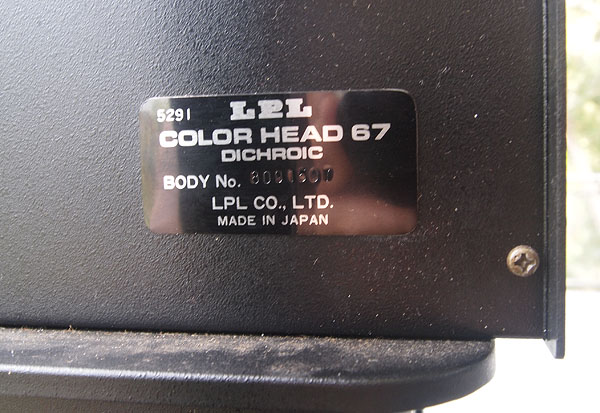 5291 LPL
COLOR HEAD 67
DICHROIC
BODY No.
LPL CO., LTD.
MADE IN JAPAN